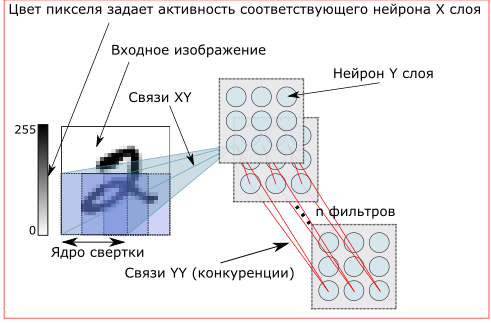 Цвет пикселя задает активность соответствующего нейрона X слоя
Входное изображение
Нейрон Y слоя
Связи XY
255
0
n фильтров
Ядро свертки
Связи YY (конкуренции)